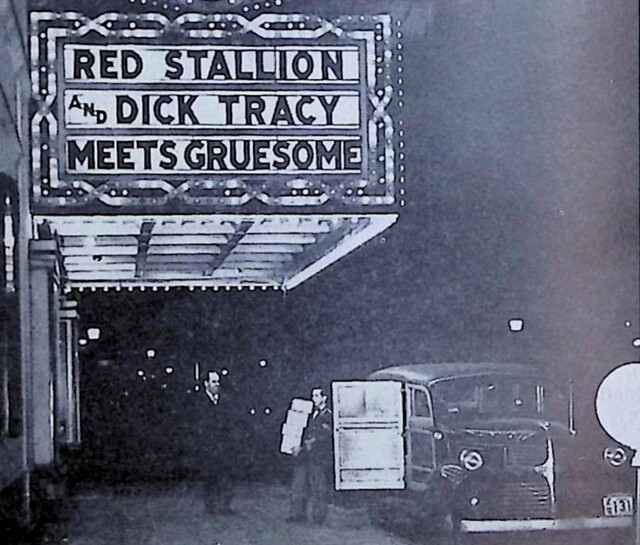 RED STALLION
AND DICK TRACY
MEETS GRUESOME